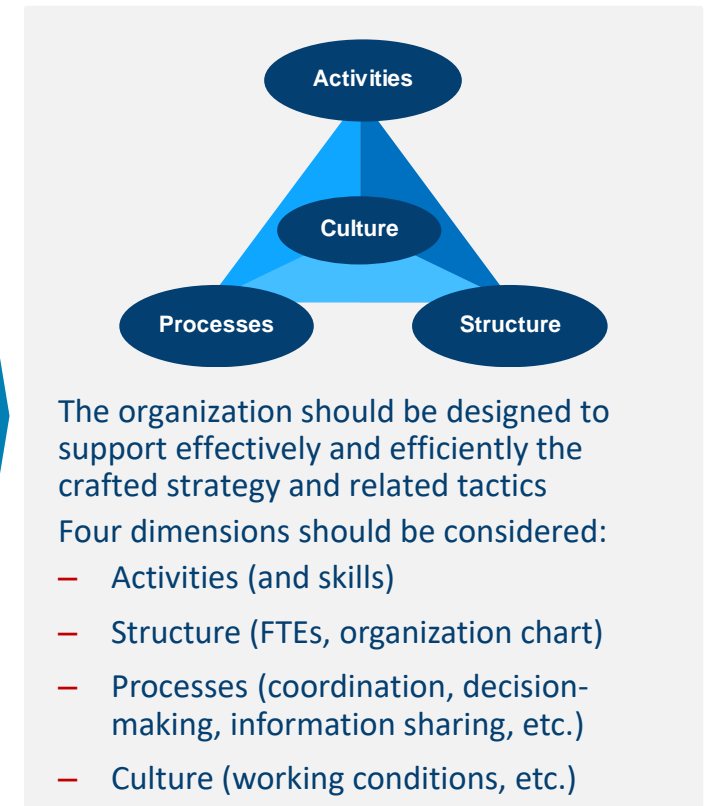 Activities
Culture
Processes
Structure
The organization should be designed to
support effectively and efficiently the
crafted strategy and related tactics
Four dimensions should be considered:
– Activities (and skills)
– Structure (FTEs, organization chart)
– Processes (coordination, decision-
making, information sharing, etc.)
– Culture (working conditions, etc.)